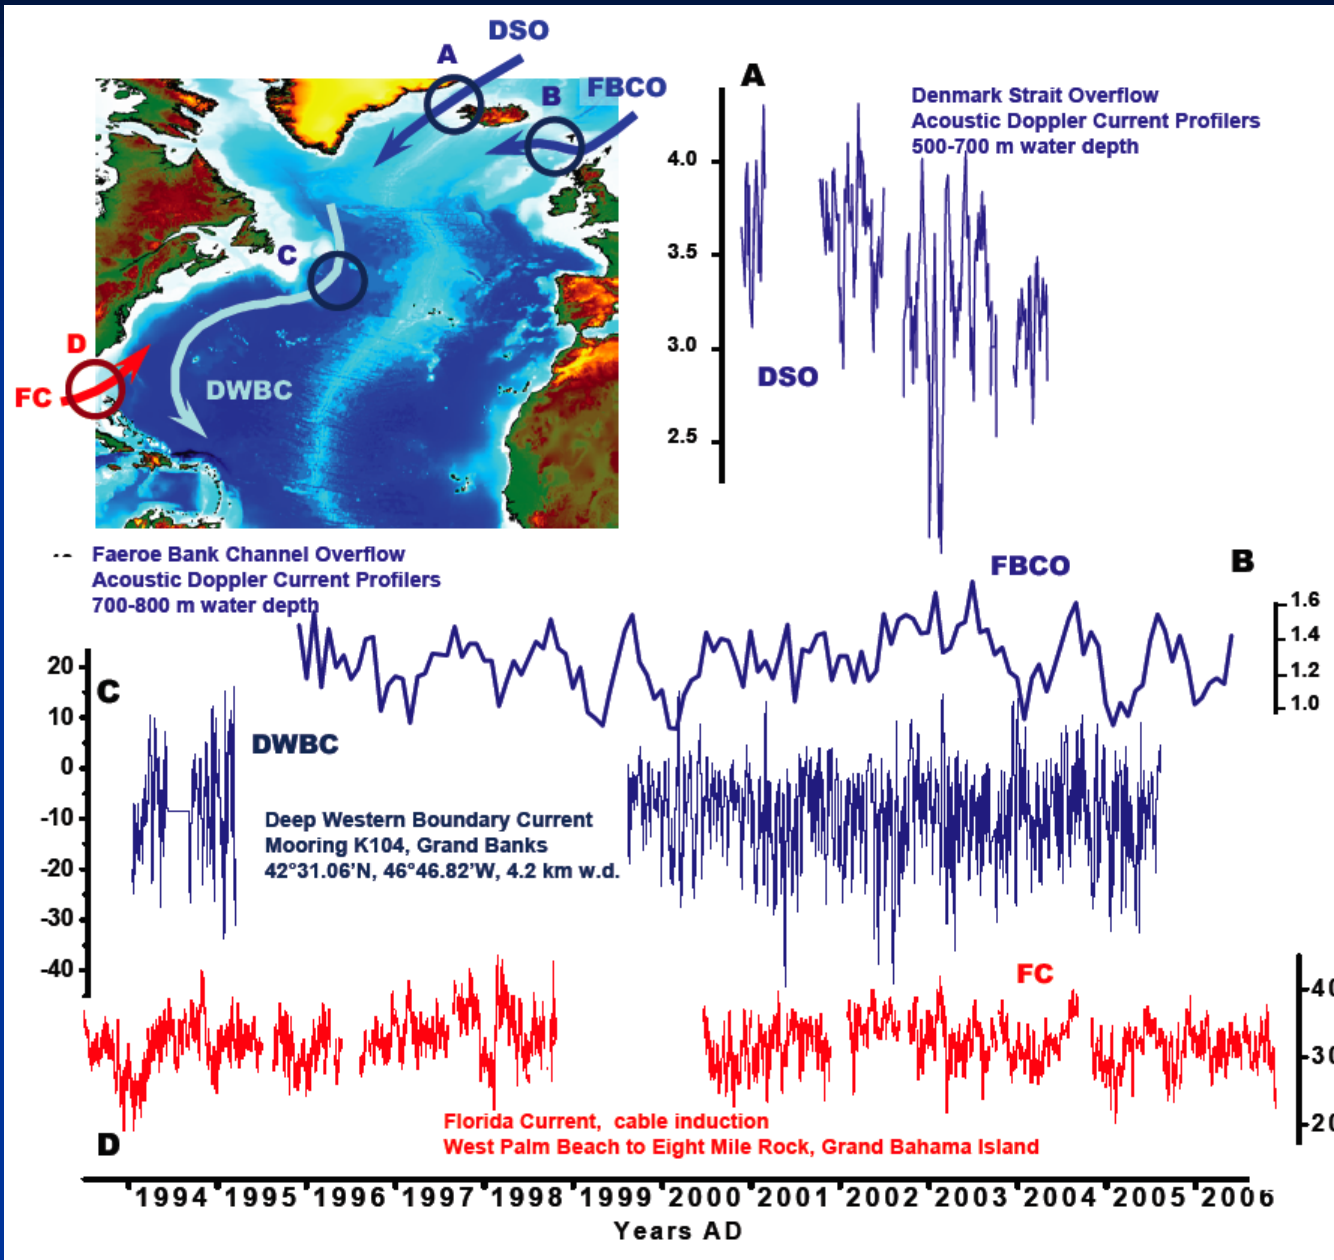 DSO
A
FBCO
B
C
D
FC
DWBC
A
Denmark Strait Overflow
Acoustic Doppler Current Profilers
500-700 m water depth
4.0
3.5
3.0
2.5
DSO
Faeroe Bank Channel Overflow
Acoustic Doppler Current Profilers
700-800 m water depth
FBCO
B
1.6
1.4
1.2
1.0
20
10
0
-10
-20
-30
-40
C
DWBC
Deep Western Boundary Current
Mooring K104, Grand Banks
42°31.06'N, 46°46.82'W, 4.2 km w.d.
FC
40
30
20
Florida Current, cable induction
West Palm Beach to Eight Mile Rock, Grand Bahama Island
D
1994 1995 1996 1997 1998 1999 2000 2001 2002 2003 2004 2005 2006
Years AD